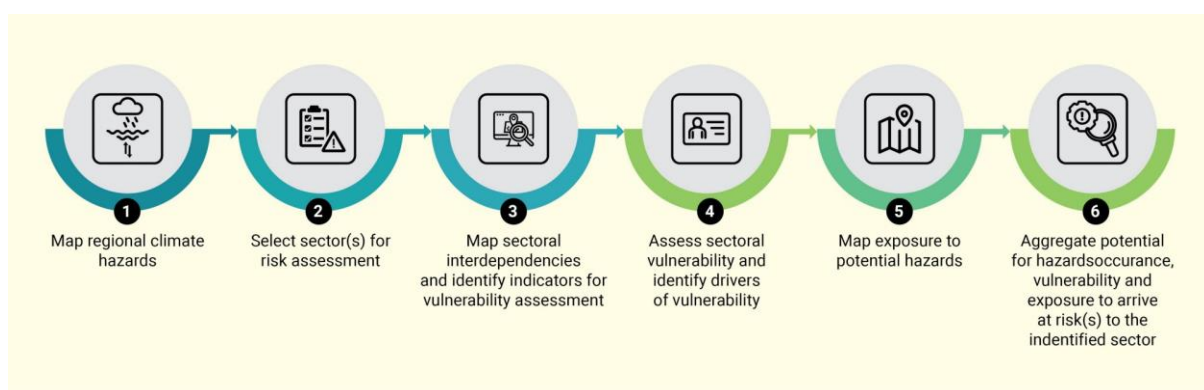 1
Map regional climate
hazards
2
Select sector(s) for
risk assessment
3
Map sectoral
interdependencies
and identify indicators for
vulnerability assessment
4
Assess sectoral
vulnerability and
identify drivers
of vulnerability
5
Map exposure to
potential hazards
6
Aggregate potential
for hazardsoccurance,
vulnerability and
exposure to arrive
at risk(s) to the
indentified sector